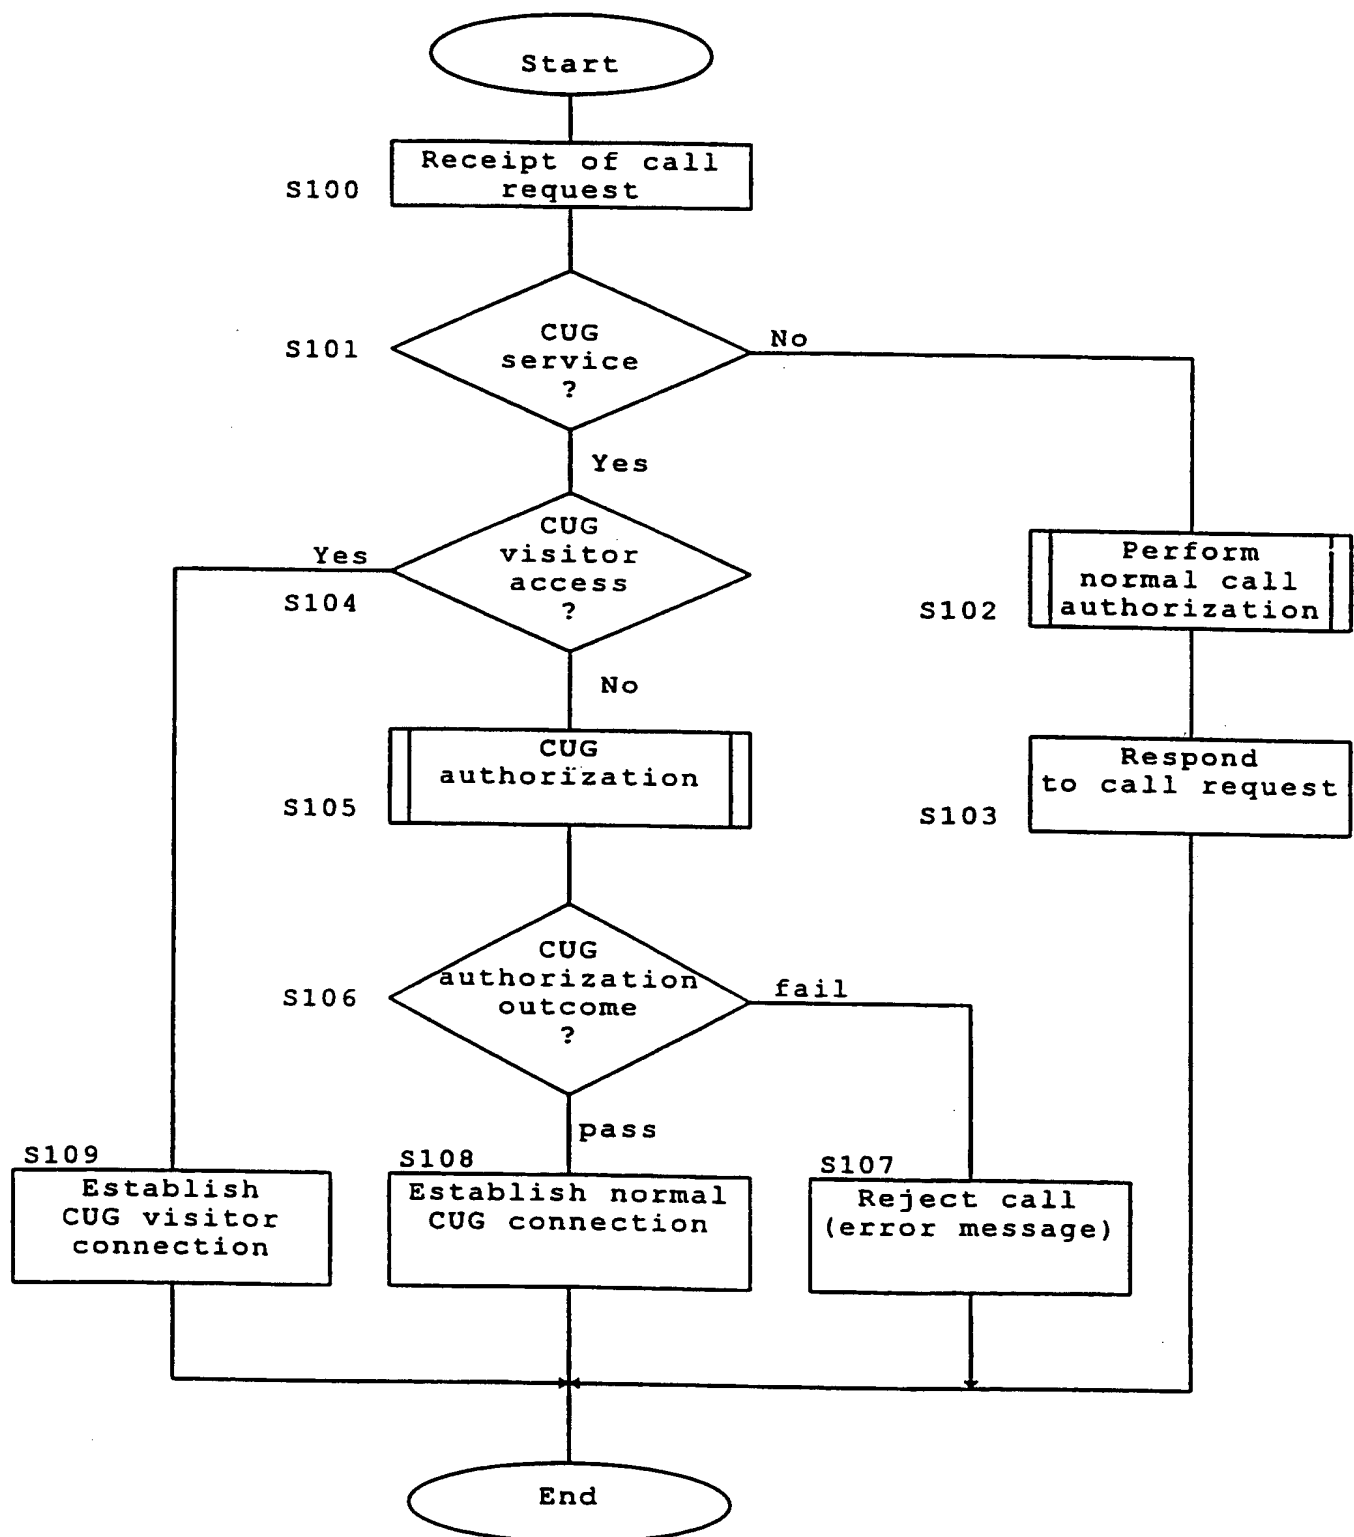 Start
Receipt of call
request
S100
CUG
service
?
S101
No
Yes
CUG
visitor
access
?
Yes
S104
Perform
normal call
authorization
S102
No
CUG
authorization
S105
Respond
to call request
S103
CUG
authorization
outcome
?
S106
fail
pass
S109
Establish
CUG visitor
connection
S108
Establish normal
CUG connection
S107
Reject call
(error message)
End